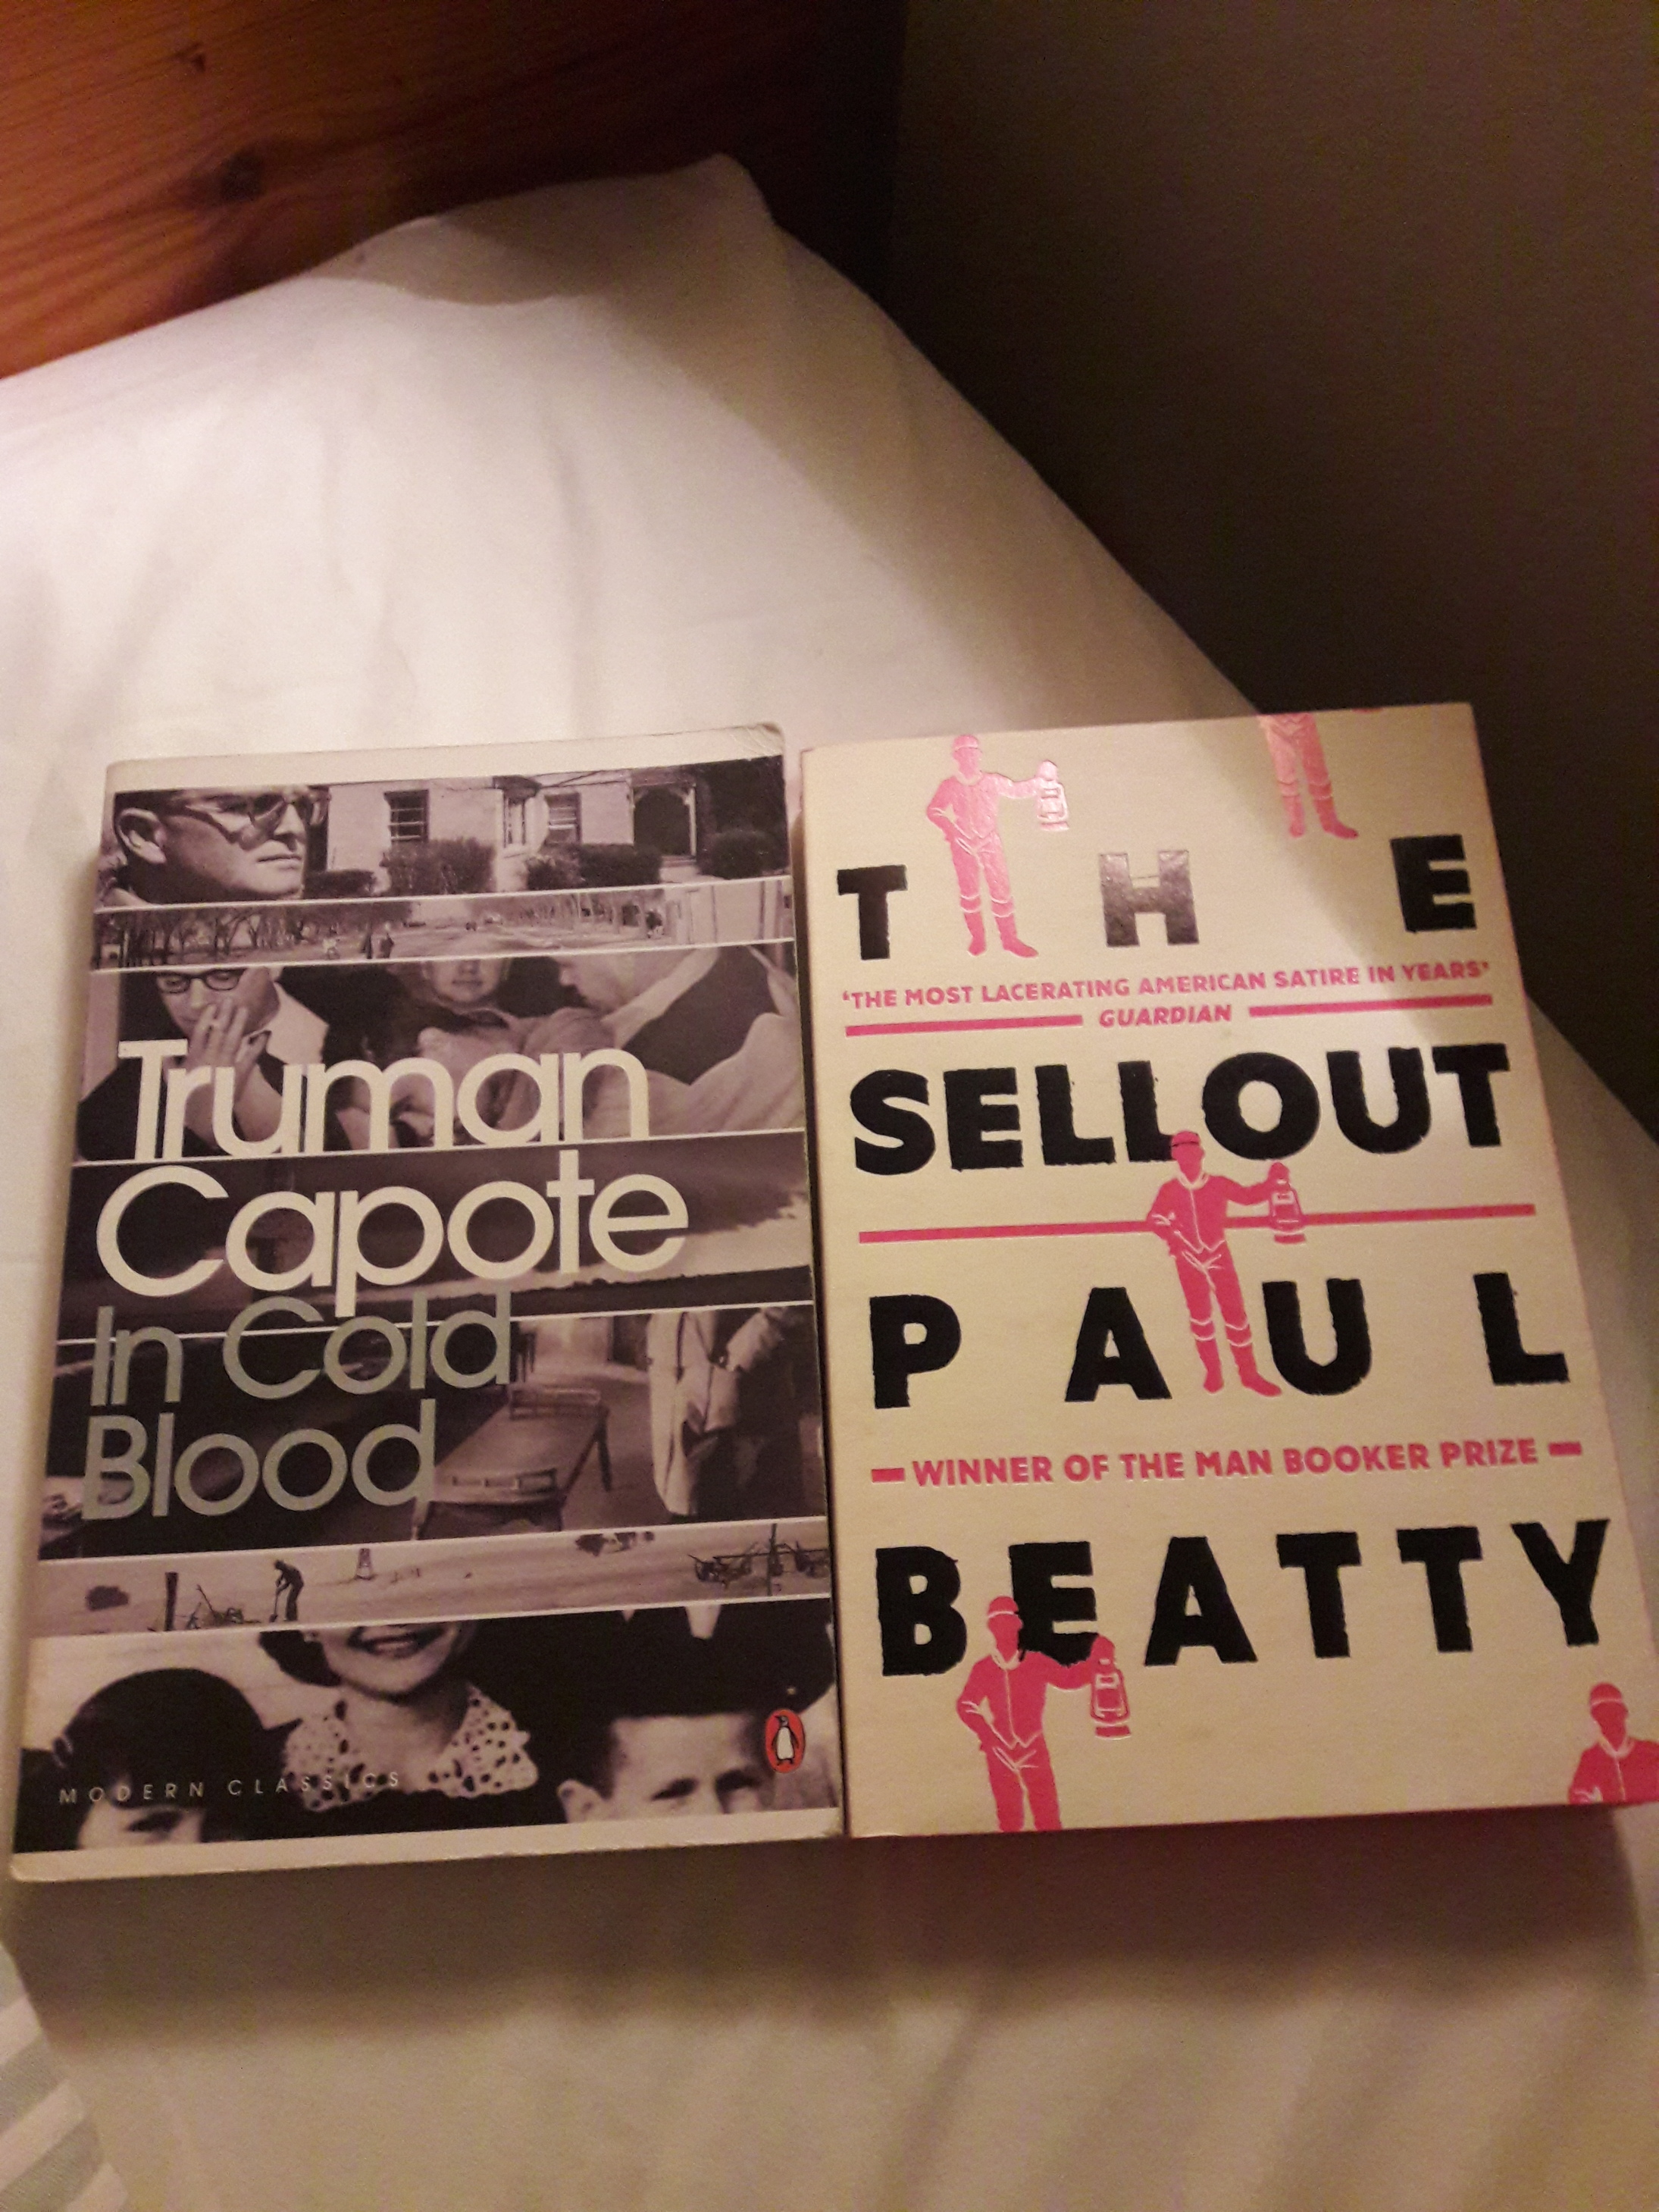 Truman
Capote
In Cold
Blood
MODERN CLASSICS
THE
‘THE MOST LACERATING AMERICAN SATIRE IN YEARS’
GUARDIAN
SELLOUT
PAUL
WINNER OF THE MAN BOOKER PRIZE
BEATTY